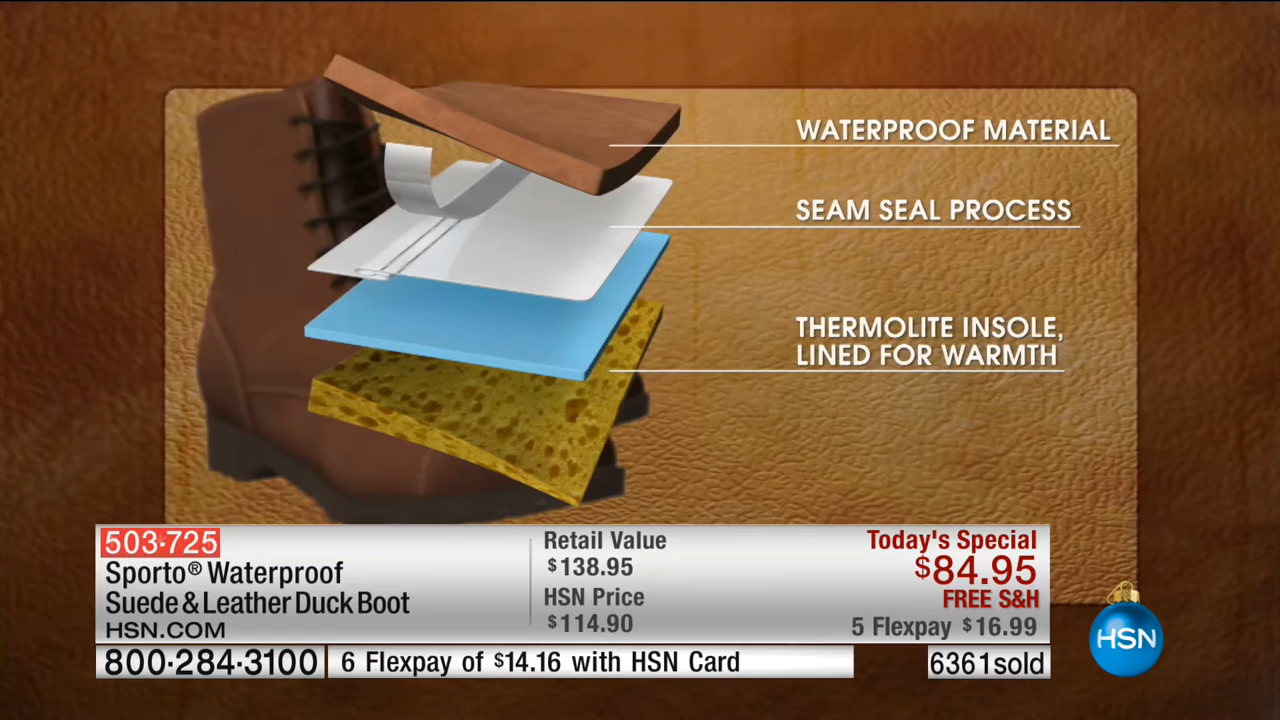 WATERPROOF MATERIAL
SEAM SEAL PROCESS
THERMOLITE INSOLE,
LINED FOR WARMTH
503·725
Sporto® Waterproof
Suede & Leather Duck Boot
HSN.COM
Retail Value
$138.95
HSN Price
$114.90
Today's Special
$84.95
FREE S&H
5 Flexpay $16.99
800·284·3100
6 Flexpay of $14.16 with HSN Card
6361sold
HSN